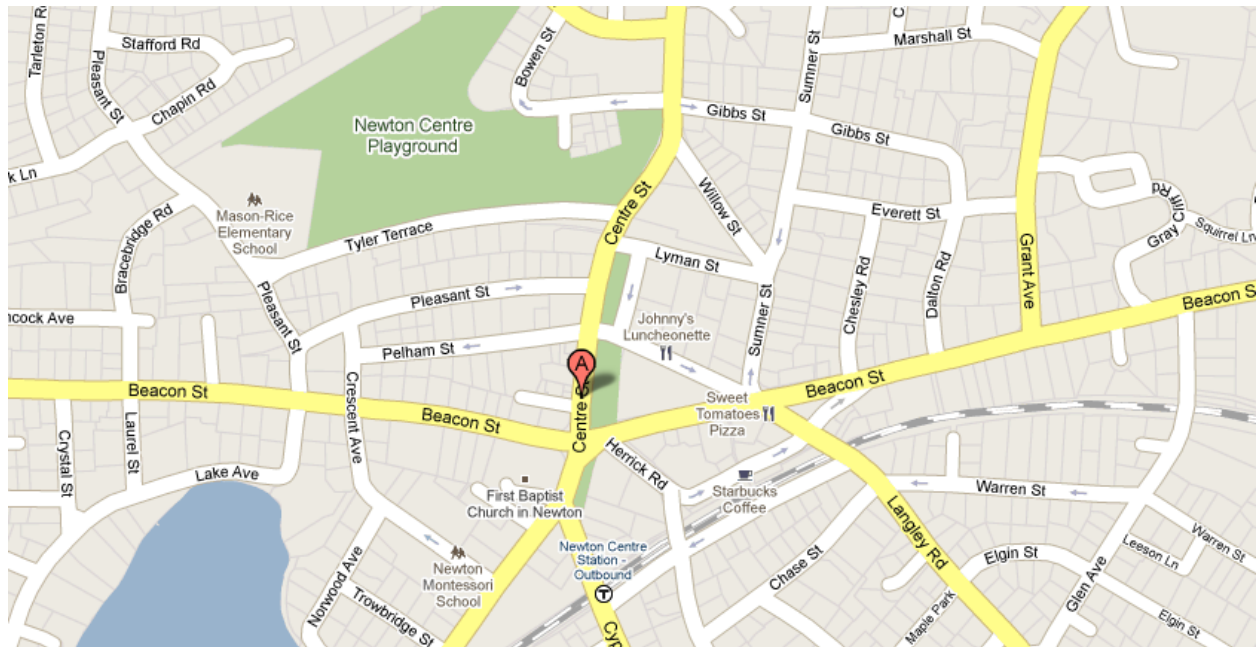 Tarleton R
Stafford Rd
Pleasant St
Chapin Rd
k Ln
Bowen St
Sumner St
C
Marshall St
Gibbs St
Gibbs St
Newton Centre
Playground
Mason-Rice
Elementary
School
Bracebridge Rd
Tyler Terrace
Centre St
Willow St
Everett St
Gray Cliff Rd
Squirrel Ln
Lyman St
Grant Ave
Dalton Rd
Chesley Rd
Pleasant St
Pleasant St
Sumner St
Beacon S
ncock Ave
Johnny's
Luncheonette
Pelham St
A
Beacon St
Beacon St
Beacon St
Centre S
Crescent Ave
Sweet
Tomatoes
Pizza
Laurel St
Crystal St
Lake Ave
Herrick Rd
First Baptist
Church in Newton
Starbucks
Coffee
Warren St
Langley Rd
Newton Centre
Station -
Outbound
T
Newton
Montessori
School
Norwood Ave
Trowbridge St
Cyp
Chase St
Elgin St
Maple Park
Glen Ave
Leeson Ln
Warren St
Elgin St